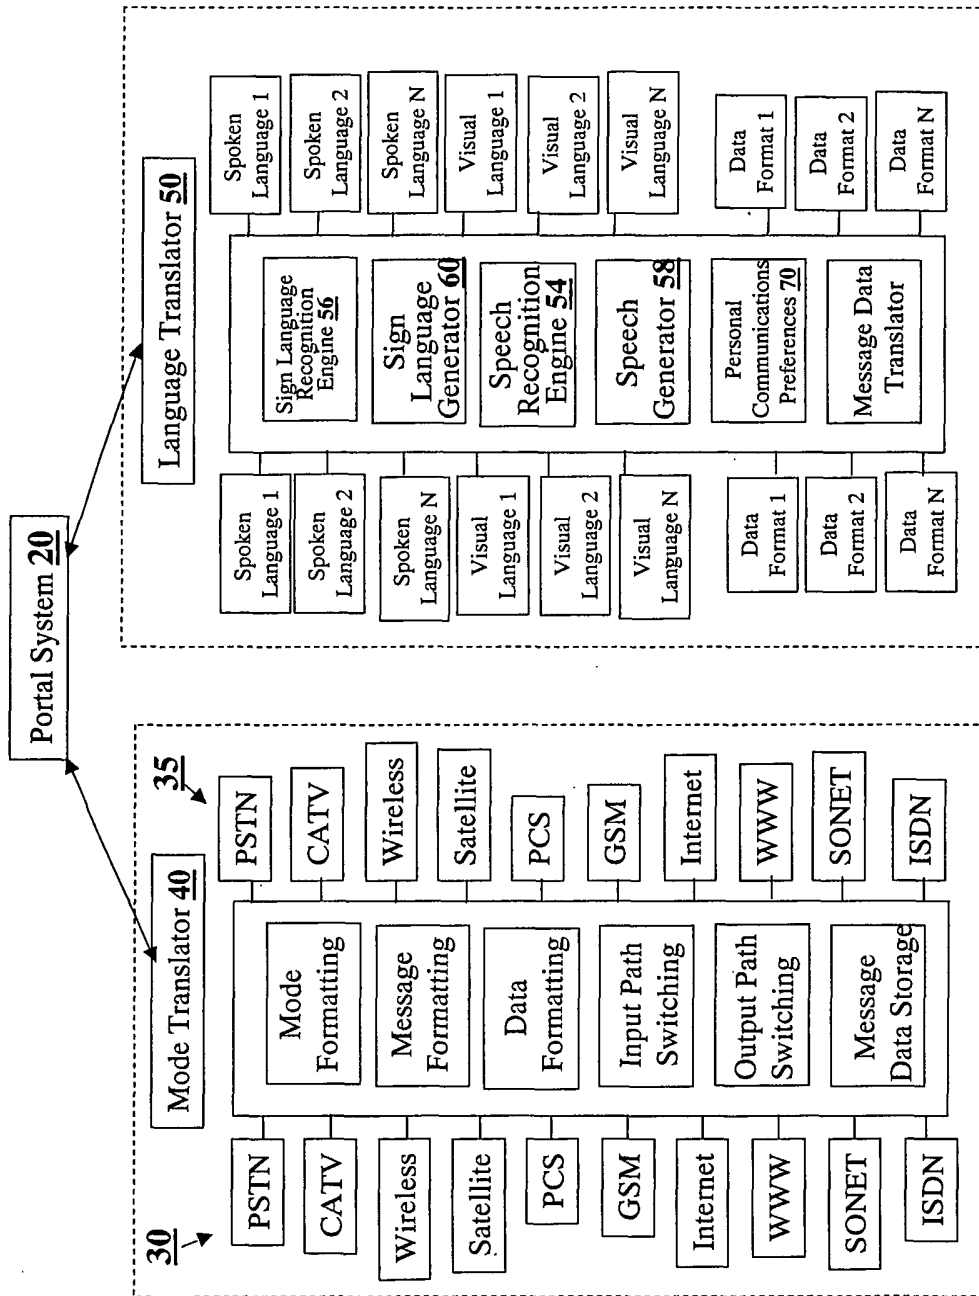 Portal System 20
Mode Translator 40
30
35
PSTN
CATV
Wireless
Satellite
PCS
GSM
Internet
WWW
SONET
ISDN
Mode
Formatting
Message
Formatting
Data
Formatting
Input Path
Switching
Output Path
Switching
Message
Data Storage
PSTN
CATV
Wireless
Satellite
PCS
GSM
Internet
WWW
SONET
ISDN
Language Translator 50
Spoken
Language 1
Spoken
Language 2
Spoken
Language N
Visual
Language 1
Visual
Language 2
Visual
Language N
Data
Format 1
Data
Format 2
Data
Format N
Sign Language
Recognition
Engine 56
Sign
Language
Generator 60
Speech
Recognition
Engine 54
Speech
Generator 58
Personal
Communications
Preferences 70
Message Data
Translator
Spoken
Language 1
Spoken
Language 2
Spoken
Language N
Visual
Language 1
Visual
Language 2
Visual
Language N
Data
Format 1
Data
Format 2
Data
Format N